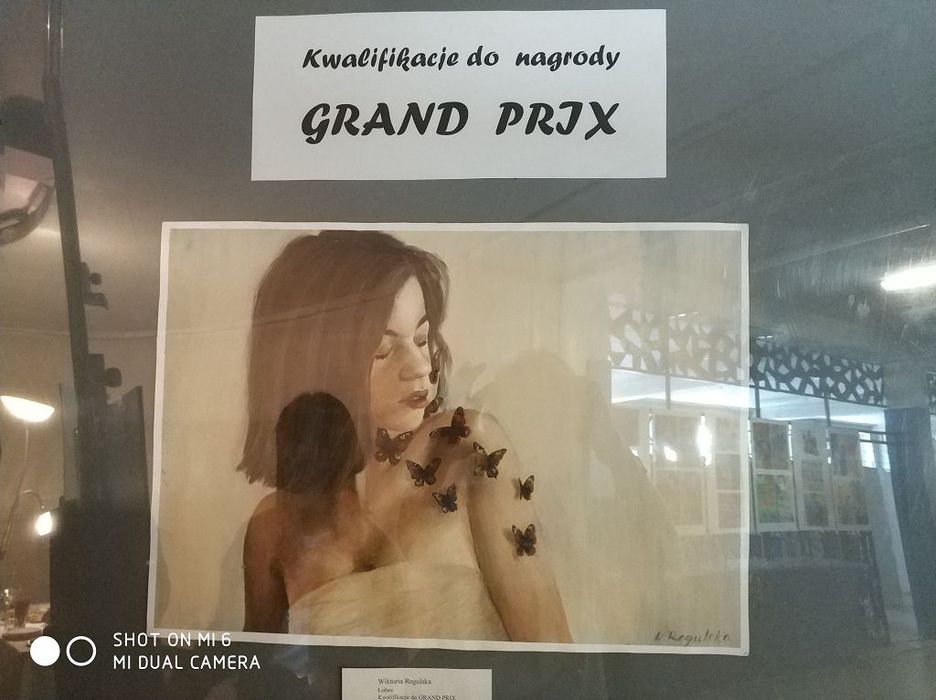 Kwalifikacje do nagrody
GRAND PRIX
W Regulska
SHOT ON MI 6
MI DUAL CAMERA
Wiktoria Regulska
Łobez
Kwalifikacje do GRAND PRIX